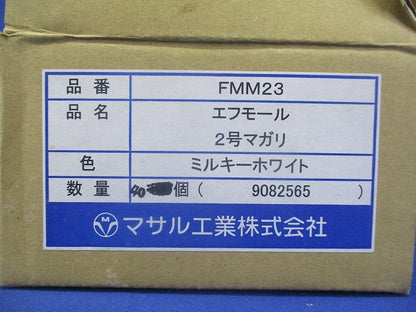 品番 FMM23
品名 エフモール
2号マガリ
色 ミルキーホワイト
数量 40 個( 9082565 )
マサル工業株式会社